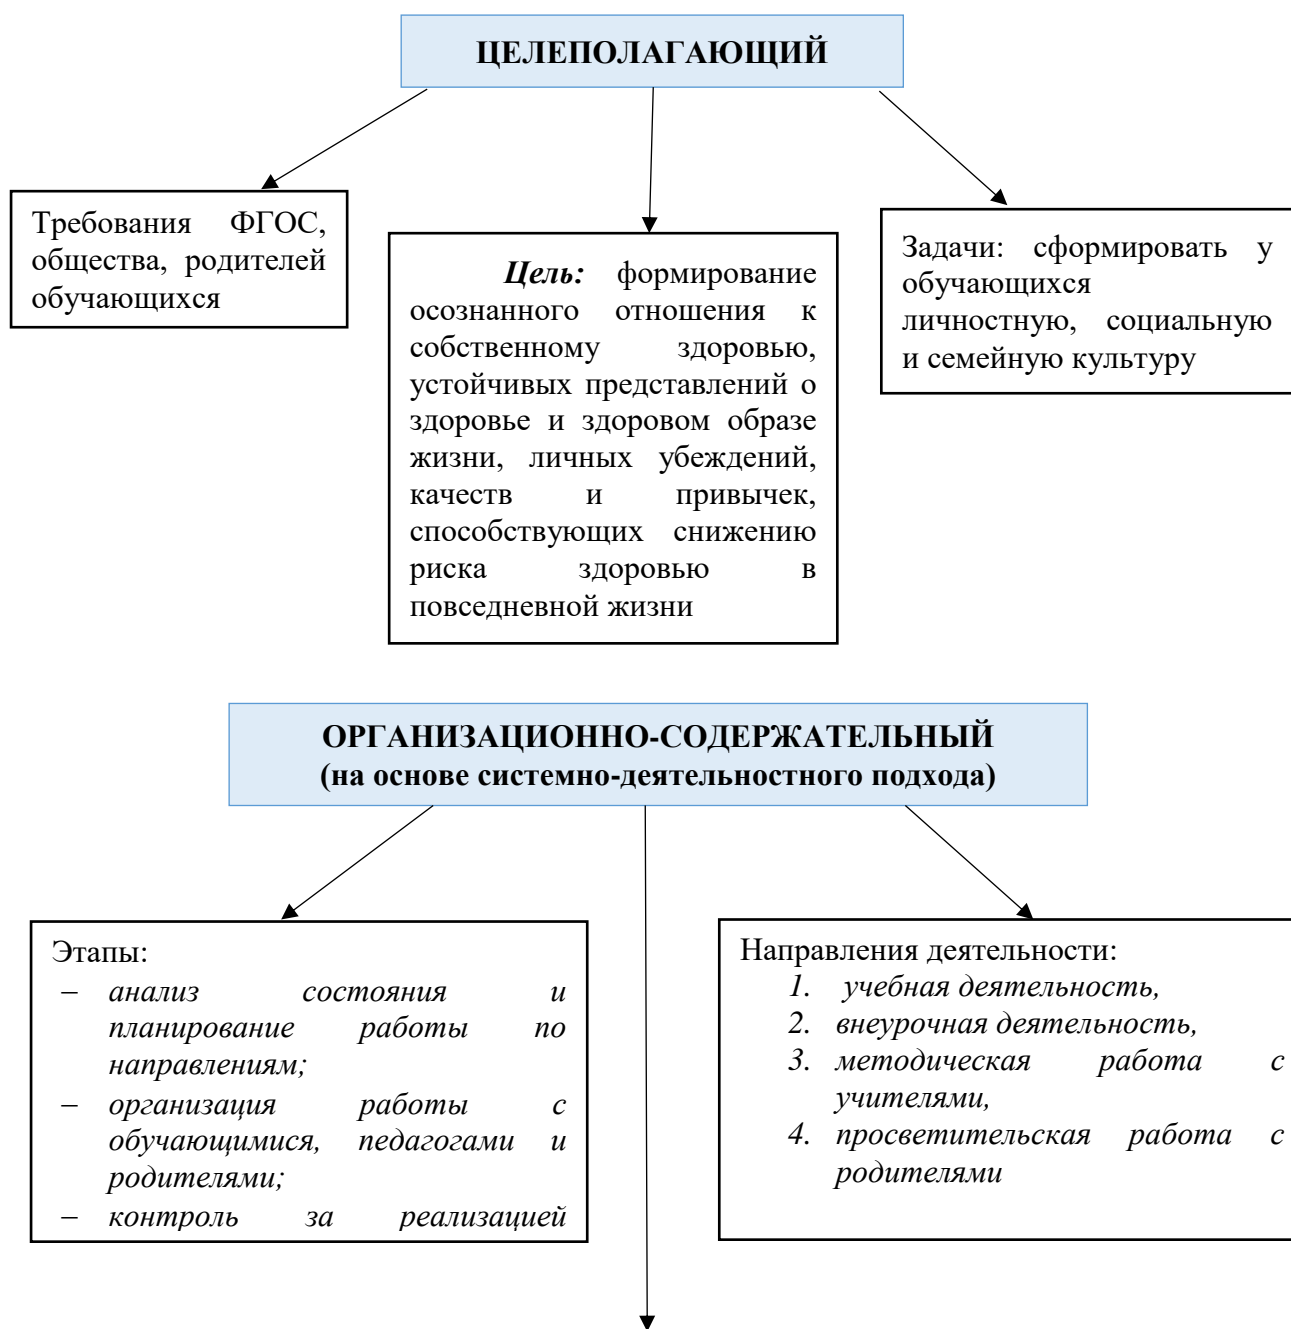 ЦЕЛЕПОЛАГАЮЩИЙ
Требования ФГОС,
общества, родителей
обучающихся
Цель: формирование
осознанного отношения к
собственному здоровью,
устойчивых представлений о
здоровье и здоровом образе
жизни, личных убеждений,
качеств и привычек,
способствующих снижению
риска здоровью в
повседневной жизни
Задачи: сформировать у
обучающихся
личностную, социальную
и семейную культуру
ОРГАНИЗАЦИОННО-СОДЕРЖАТЕЛЬНЫЙ
(на основе системно-деятельностного подхода)
Этапы:
– анализ состояния и
планирование работы по
направлениям;
– организация работы с
обучающимися, педагогами и
родителями;
– контроль за реализацией
Направления деятельности:
1. учебная деятельность,
2. внеурочная деятельность,
3. методическая работа с
учителями,
4. просветительская работа с
родителями